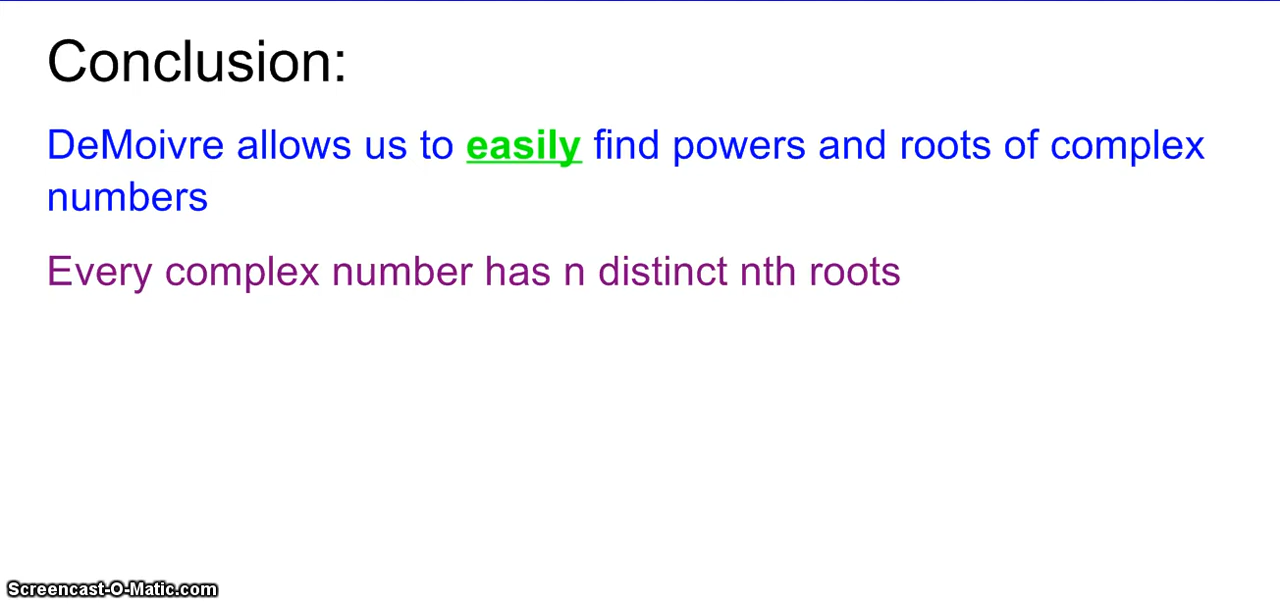 Conclusion:
DeMoivre allows us to easily find powers and roots of complex
numbers
Every complex number has n distinct nth roots
Screencast-O-Matic.com